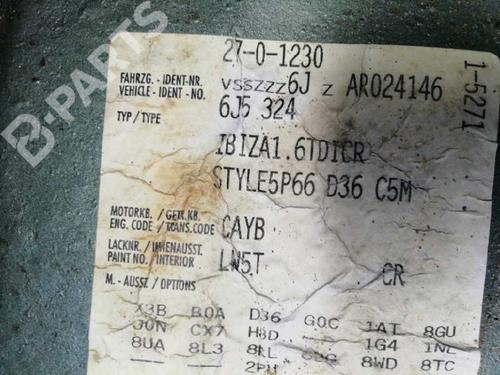 B-PARTS
27-0-1230
FAHRZG.-IDENT-NR.
VEHICLE-IDENT-NO.
VSSZZZ6J Z AR024146
1-5271
TYP/TYPE
6J5 324
IBIZA1.6TDICR
STYLE5P66 D36 C5M
MOTORKB./GETR.KB.
ENG. CODE/TRANS.CODE
CAYB
LACKNR./INNENAUSST.
PAINT NO./INTERIOR
LW5T CR
M.-AUSST/OPTIONS
X3B B0A D36 G0C 1AT 8GU
J0N CX7 H8D 1G4 1NL
8UA 8L3 8RL 8WD 8TC